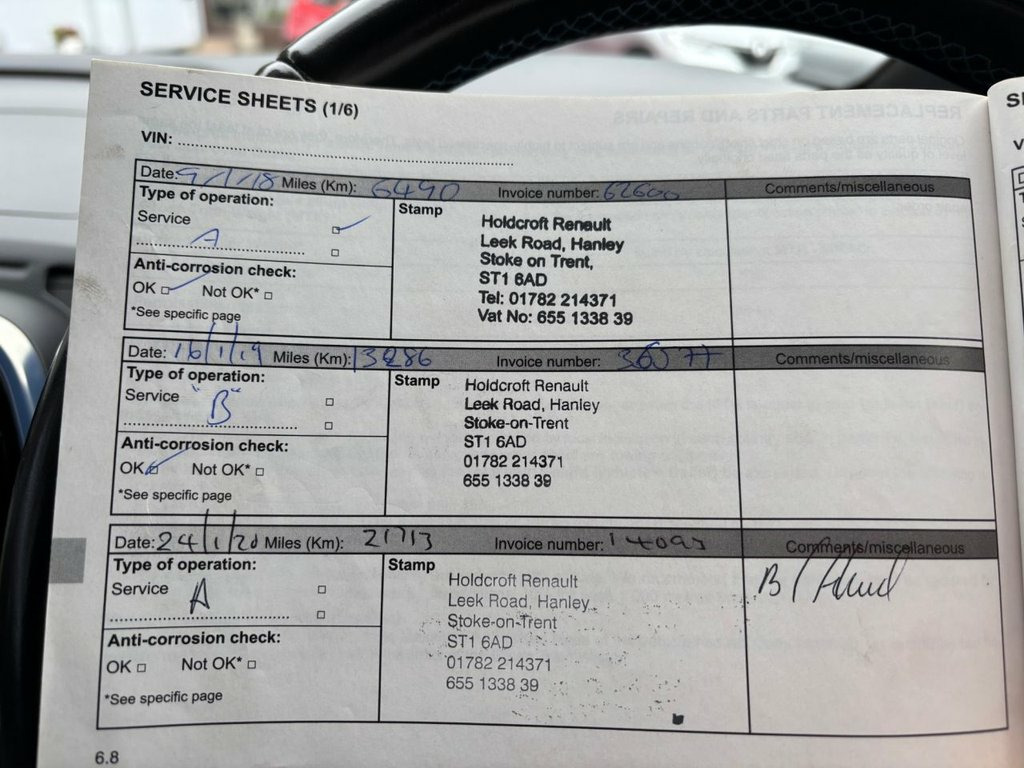 SERVICE SHEETS (1/6)
VIN:
Date: 9/1/18 Miles (Km): 6490 Invoice number: 62600 Comments/miscellaneous
Type of operation:
Service
A
Anti-corrosion check:
OK Not OK*
*See specific page
Stamp
Holdcroft Renault
Leek Road, Hanley
Stoke on Trent,
ST1 6AD
Tel: 01782 214371
Vat No: 655 1338 39
Date: 16/1/19 Miles (Km): Invoice number: Comments/miscellaneous
Type of operation:
Service "B"
Anti-corrosion check:
OK Not OK*
*See specific page
Stamp
Holdcroft Renault
Leek Road, Hanley
Stoke-on-Trent
ST1 6AD
01782 214371
655 1338 39
Date: 24/1/20 Miles (Km): 21713 Invoice number: 14095 Comments/miscellaneous
Type of operation:
Service A
Anti-corrosion check:
OK Not OK*
*See specific page
Stamp
Holdcroft Renault
Leek Road, Hanley
Stoke-on-Trent
ST1 6AD
01782 214371
655 1338 39
B/Fluid
6.8